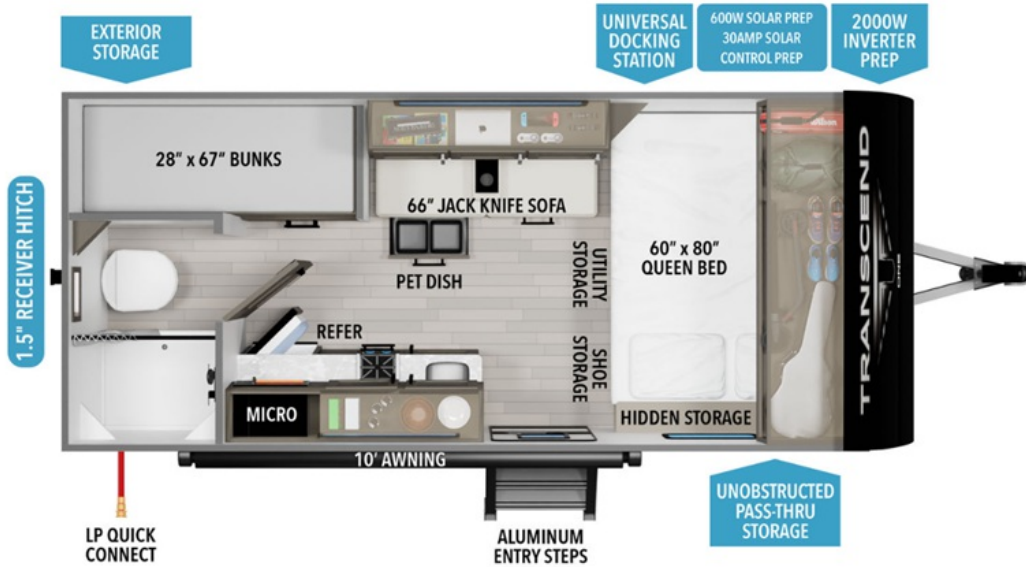 EXTERIOR
STORAGE
UNIVERSAL
DOCKING
STATION
600W SOLAR PREP
30AMP SOLAR
CONTROL PREP
2000W
INVERTER
PREP
28" x 67" BUNKS
66" JACK KNIFE SOFA
PET DISH
UTILITY
STORAGE
60" x 80"
QUEEN BED
Wilson
TRANSCEND
ONE
1.5" RECEIVER HITCH
REFER
SHOE
STORAGE
MICRO
HIDDEN STORAGE
10' AWNING
LP QUICK
CONNECT
ALUMINUM
ENTRY STEPS
UNOBSTRUCTED
PASS-THRU
STORAGE